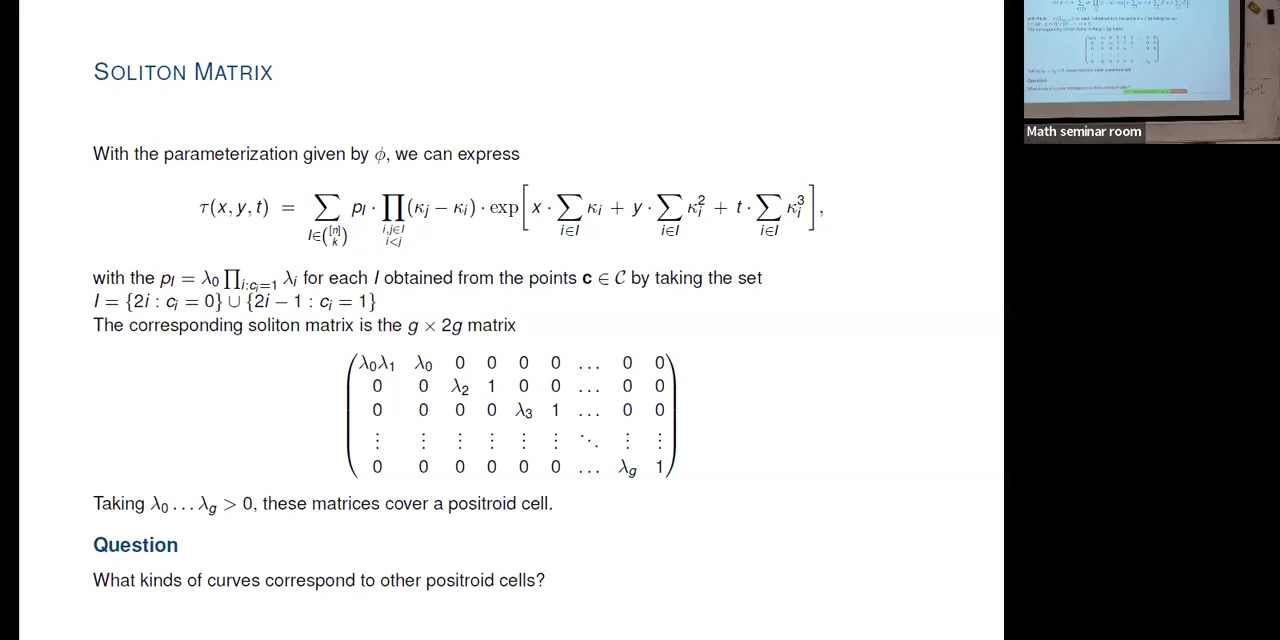 SOLITON MATRIX
With the parameterization given by ϕ, we can express
τ(x, y, t) = ∑_{I∈\binom{[n]}{k}} p_I · ∏_{i,j∈I, i<j} (κ_j − κ_i) · exp[ x · ∑_{i∈I} κ_i + y · ∑_{i∈I} κ_i^2 + t · ∑_{i∈I} κ_i^3 ],
with the p_I = λ_0 ∏_{i:c_i=1} λ_i for each I obtained from the points c ∈ 𝒞 by taking the set
I = {2i : c_i = 0} ∪ {2i − 1 : c_i = 1}
The corresponding soliton matrix is the g × 2g matrix
λ_0λ_1 λ_0 0 0 0 0 … 0 0
0 0 λ_2 1 0 0 … 0 0
0 0 0 0 λ_3 1 … 0 0
⋮ ⋮ ⋮ ⋮ ⋮ ⋮ ⋱ ⋮ ⋮
0 0 0 0 0 0 … λ_g 1
Taking λ_0 … λ_g > 0, these matrices cover a positroid cell.
Question
What kinds of curves correspond to other positroid cells?
Math seminar room